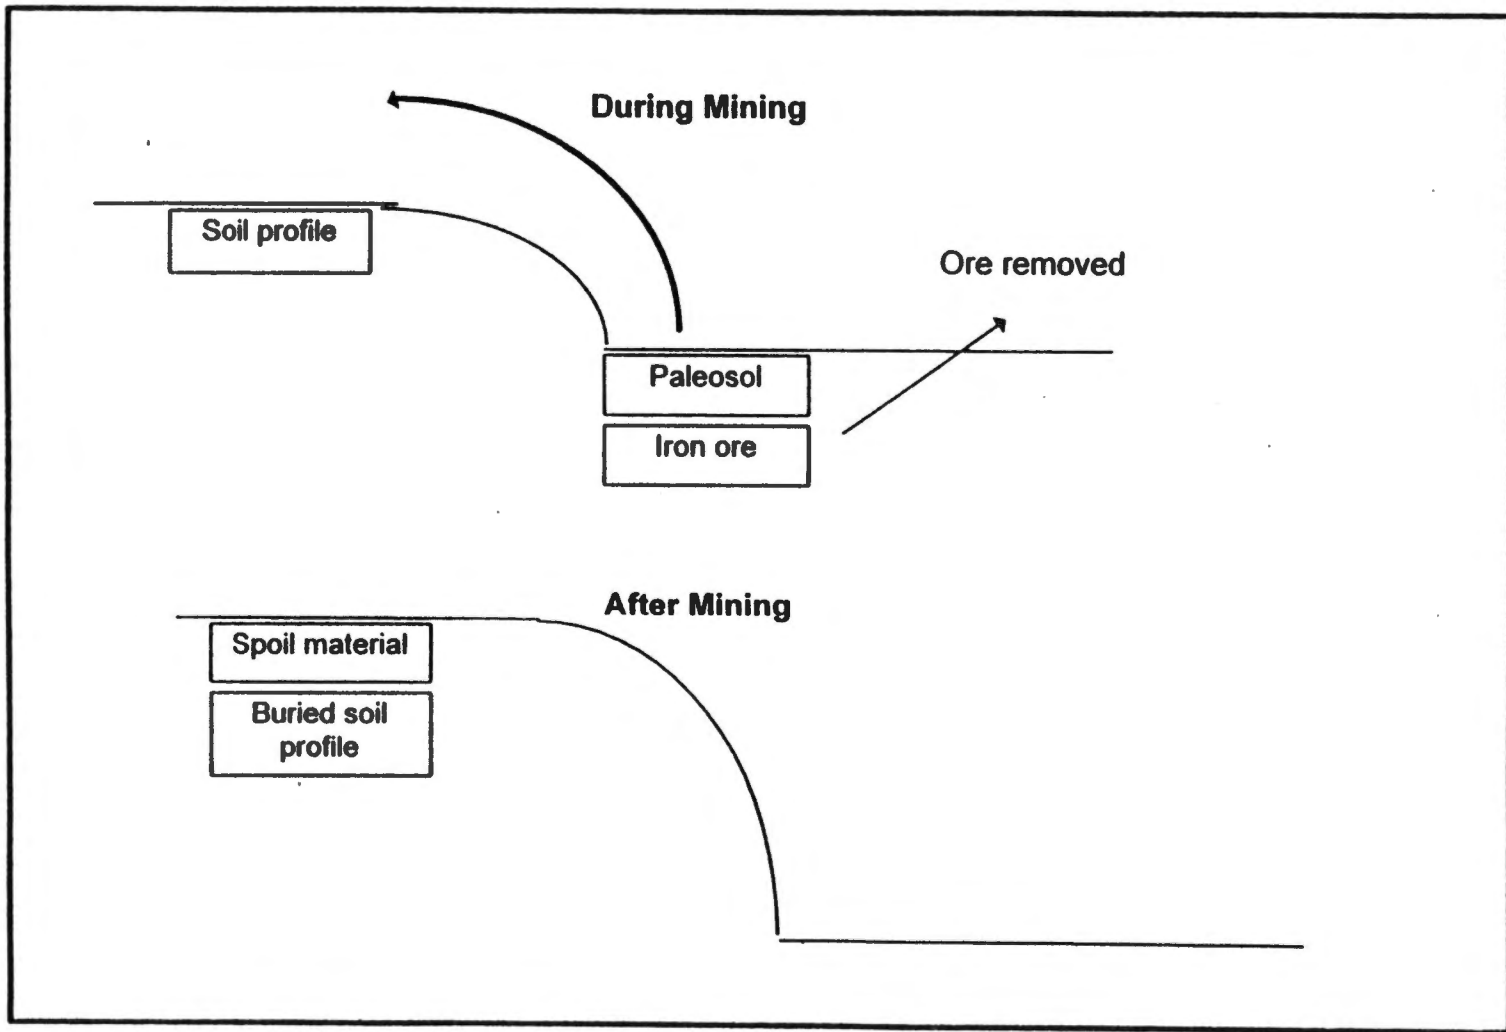 During Mining
Soil profile
Ore removed
Paleosol
Iron ore
After Mining
Spoil material
Buried soil
profile